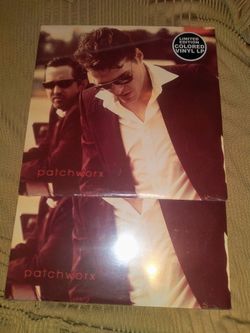 LIMITED
EDITION
COLORED
VINYL LP
patchworx
patchworx